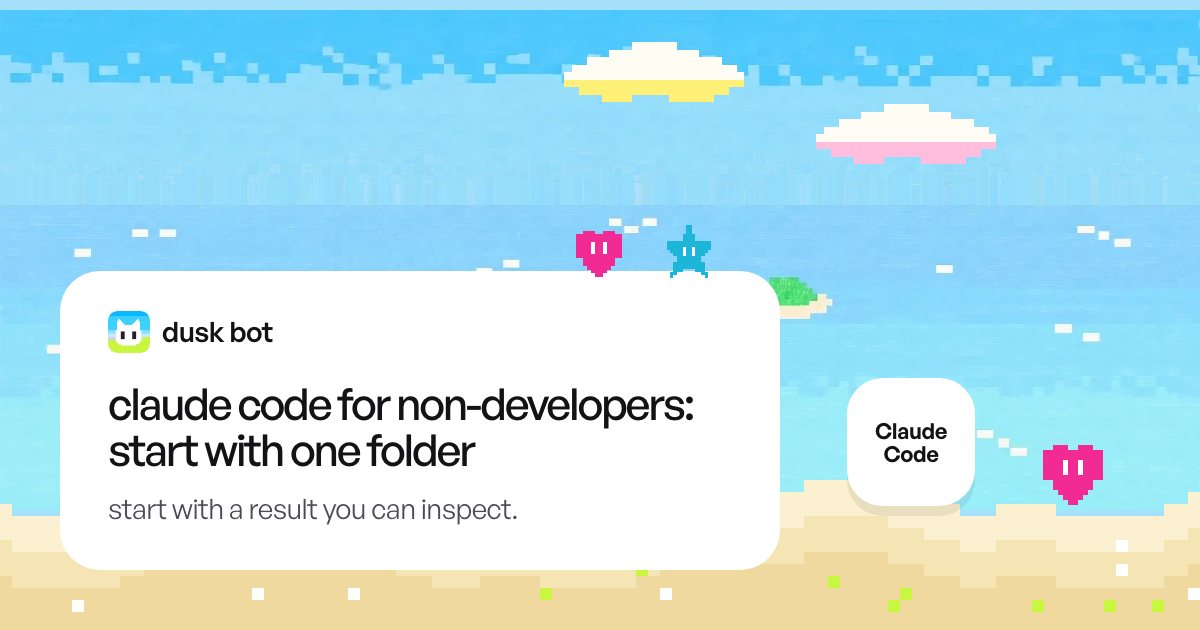 dusk bot
claude code for non-developers:
start with one folder
start with a result you can inspect.
Claude
Code